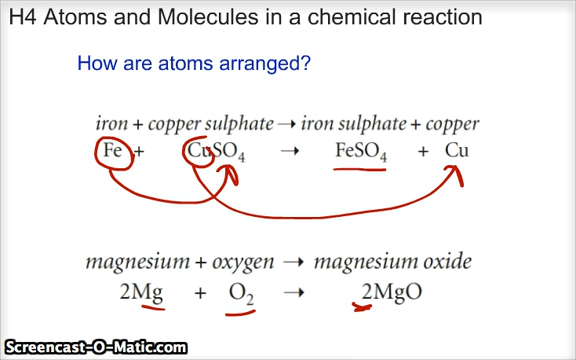 H4 Atoms and Molecules in a chemical reaction
How are atoms arranged?
iron + copper sulphate → iron sulphate + copper
Fe + CuSO₄ → FeSO₄ + Cu
magnesium + oxygen → magnesium oxide
2Mg + O₂ → 2MgO
Screencast-O-Matic.com